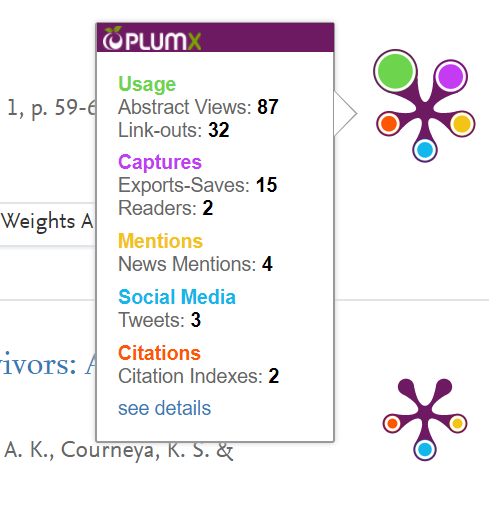 PLUMX
Usage
Abstract Views: 87
1, p. 59-6
Link-outs: 32
Captures
Exports-Saves: 15
Readers: 2
Weights A
Mentions
News Mentions: 4
Social Media
Tweets: 3
Citations
vivors: A
Citation Indexes: 2
see details
A. K., Courneya, K. S. &